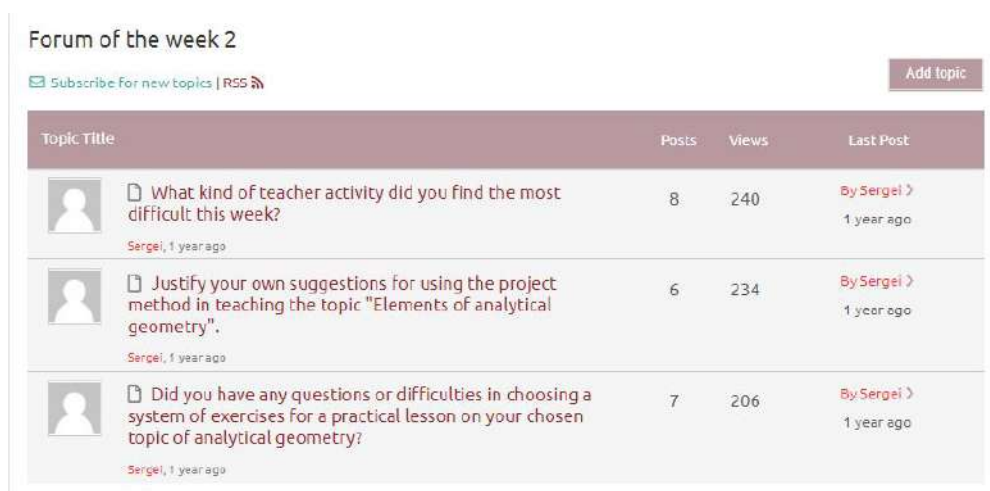 Forum of the week 2
Subscribe for new topics | RSS
Add topic
Topic Title Posts Views Last Post
What kind of teacher activity did you find the most
difficult this week?
Sergei, 1 year ago
8 240 By Sergei
1 year ago
Justify your own suggestions for using the project
method in teaching the topic "Elements of analytical
geometry".
Sergei, 1 year ago
6 234 By Sergei
1 year ago
Did you have any questions or difficulties in choosing a
system of exercises for a practical lesson on your chosen
topic of analytical geometry?
Sergei, 1 year ago
7 206 By Sergei
1 year ago